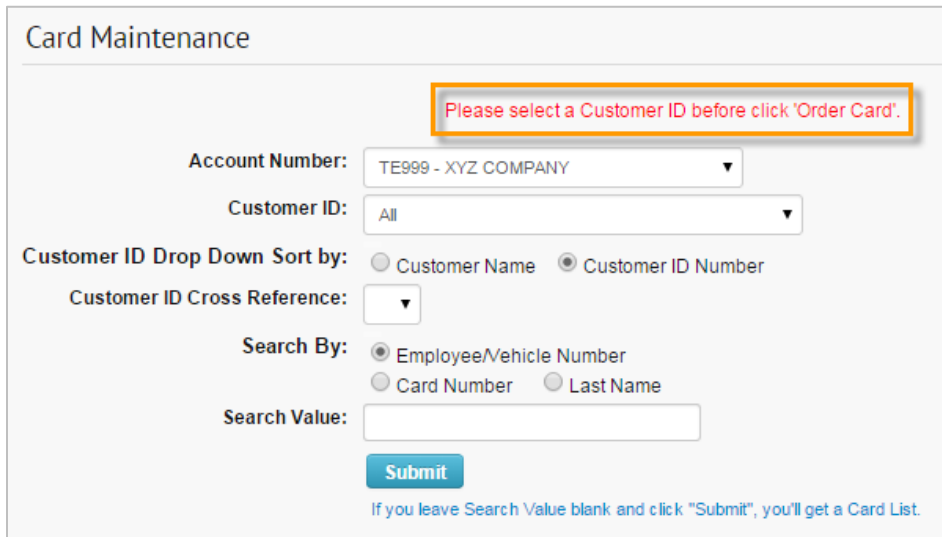 Card Maintenance
Please select a Customer ID before click 'Order Card'.
Account Number: TE999 - XYZ COMPANY
Customer ID: All
Customer ID Drop Down Sort by: Customer Name Customer ID Number
Customer ID Cross Reference:
Search By: Employee/Vehicle Number
Card Number Last Name
Search Value:
Submit
If you leave Search Value blank and click "Submit", you'll get a Card List.